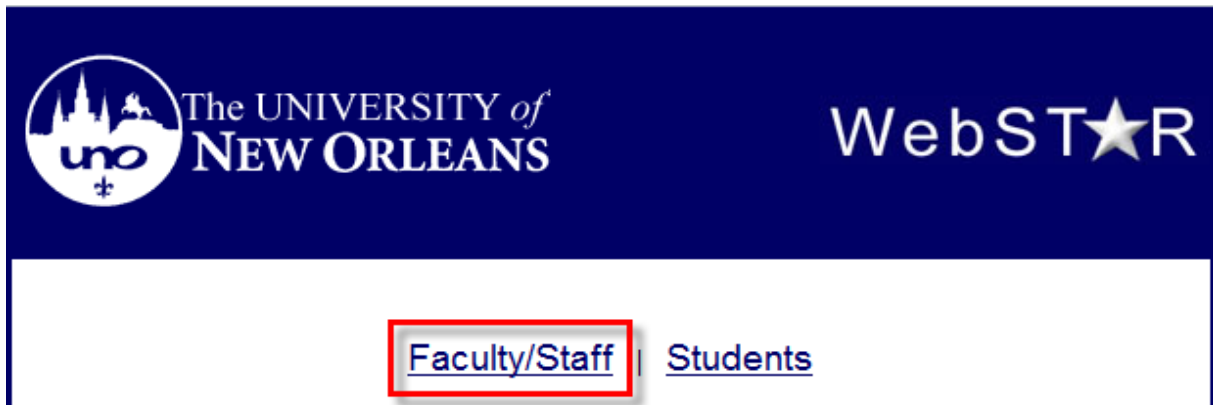 The UNIVERSITY of
NEW ORLEANS
uno
WebST★R
Faculty/Staff | Students